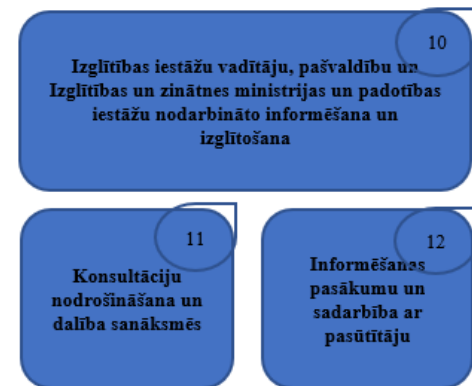 10
Izglītības iestāžu vadītāju, pašvaldību un
Izglītības un zinātnes ministrijas un padotības
iestāžu nodarbināto informēšana un
izglītošana
11
Konsultāciju
nodrošināšana un
dalība sanāksmēs
12
Informēšanas
pasākumu un
sadarbība ar
pasūtītāju